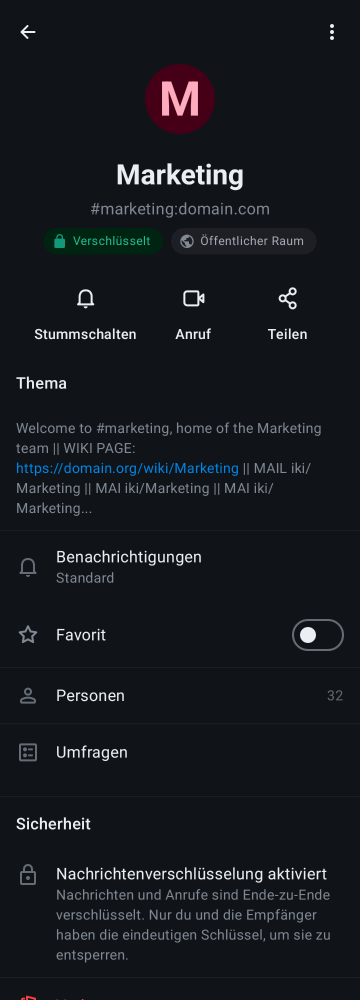 M
Marketing
#marketing:domain.com
Verschlüsselt
Öffentlicher Raum
Stummschalten
Anruf
Teilen
Thema
Welcome to #marketing, home of the Marketing
team || WIKI PAGE:
https://domain.org/wiki/Marketing || MAIL iki/
Marketing || MAI iki/Marketing || MAI iki/
Marketing...
Benachrichtigungen
Standard
Favorit
Personen
32
Umfragen
Sicherheit
Nachrichtenverschlüsselung aktiviert
Nachrichten und Anrufe sind Ende-zu-Ende
verschlüsselt. Nur du und die Empfänger
haben die eindeutigen Schlüssel, um sie zu
entsperren.